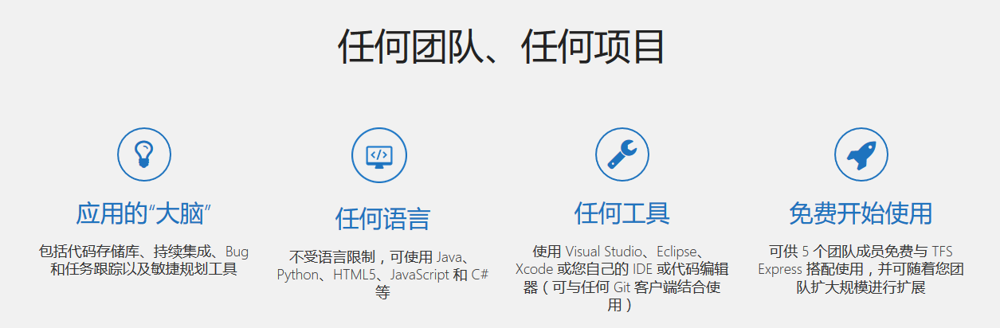 任何团队、任何项目
应用的“大脑”
包括代码存储库、持续集成、Bug
和任务跟踪以及敏捷规划工具
任何语言
不受语言限制，可使用 Java、
Python、HTML5、JavaScript 和 C#
等
任何工具
使用 Visual Studio、Eclipse、
Xcode 或您自己的 IDE 或代码编辑
器（可与任何 Git 客户端结合使
用）
免费开始使用
可供 5 个团队成员免费与 TFS
Express 搭配使用，并可随着您团
队扩大规模进行扩展